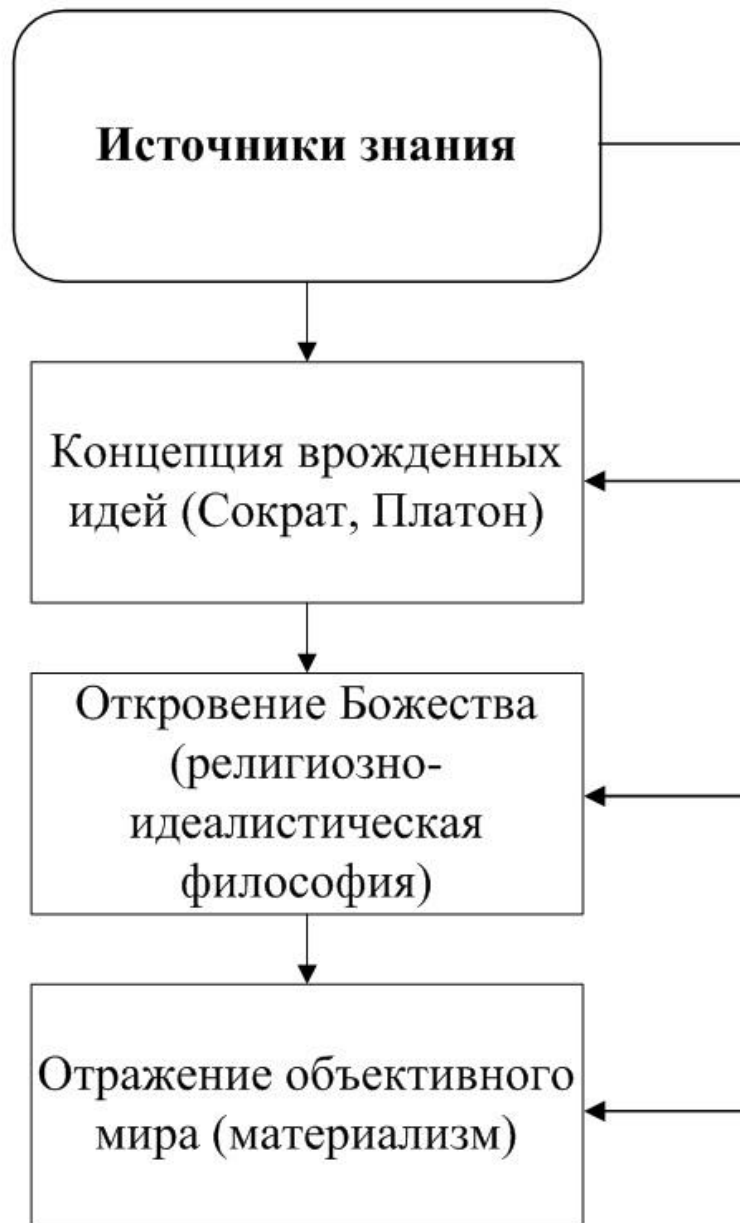 Источники знания
Концепция врожденных
идей (Сократ, Платон)
Откровение Божества
(религиозно-
идеалистическая
философия)
Отражение объективного
мира (материализм)